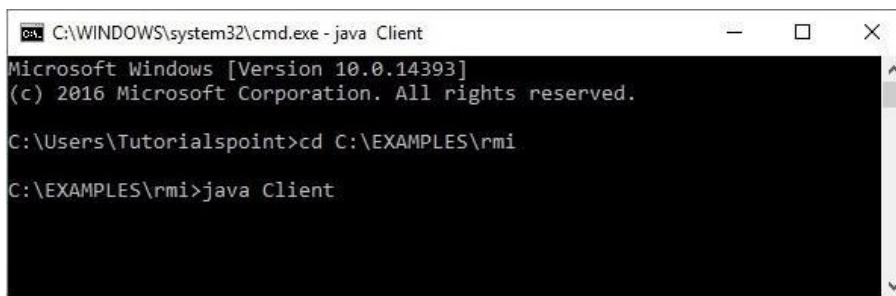 C:\WINDOWS\system32\cmd.exe - java  Client
Microsoft Windows [Version 10.0.14393]
(c) 2016 Microsoft Corporation. All rights reserved.
C:\Users\Tutorialspoint>cd C:\EXAMPLES\rmi
C:\EXAMPLES\rmi>java Client